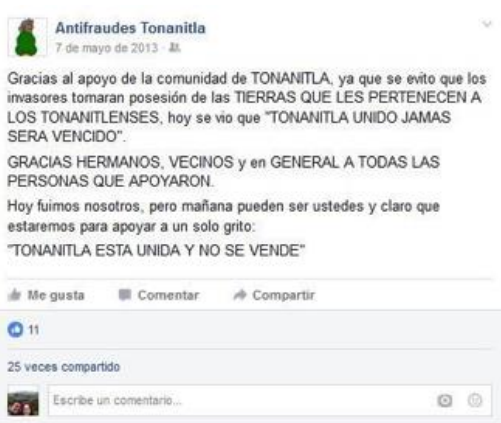 Antifraudes Tonanitla
7 de mayo de 2013 ·
Gracias al apoyo de la comunidad de TONANITLA, ya que se evito que los
invasores tomaran posesión de las TIERRAS QUE LES PERTENECEN A
LOS TONANITLENSES, hoy se vio que "TONANITLA UNIDO JAMAS
SERA VENCIDO".
GRACIAS HERMANOS, VECINOS y en GENERAL A TODAS LAS
PERSONAS QUE APOYARON.
Hoy fuimos nosotros, pero mañana pueden ser ustedes y claro que
estaremos para apoyar a un solo grito:
"TONANITLA ESTA UNIDA Y NO SE VENDE"
Me gusta Comentar Compartir
11
25 veces compartido
Escribe un comentario...